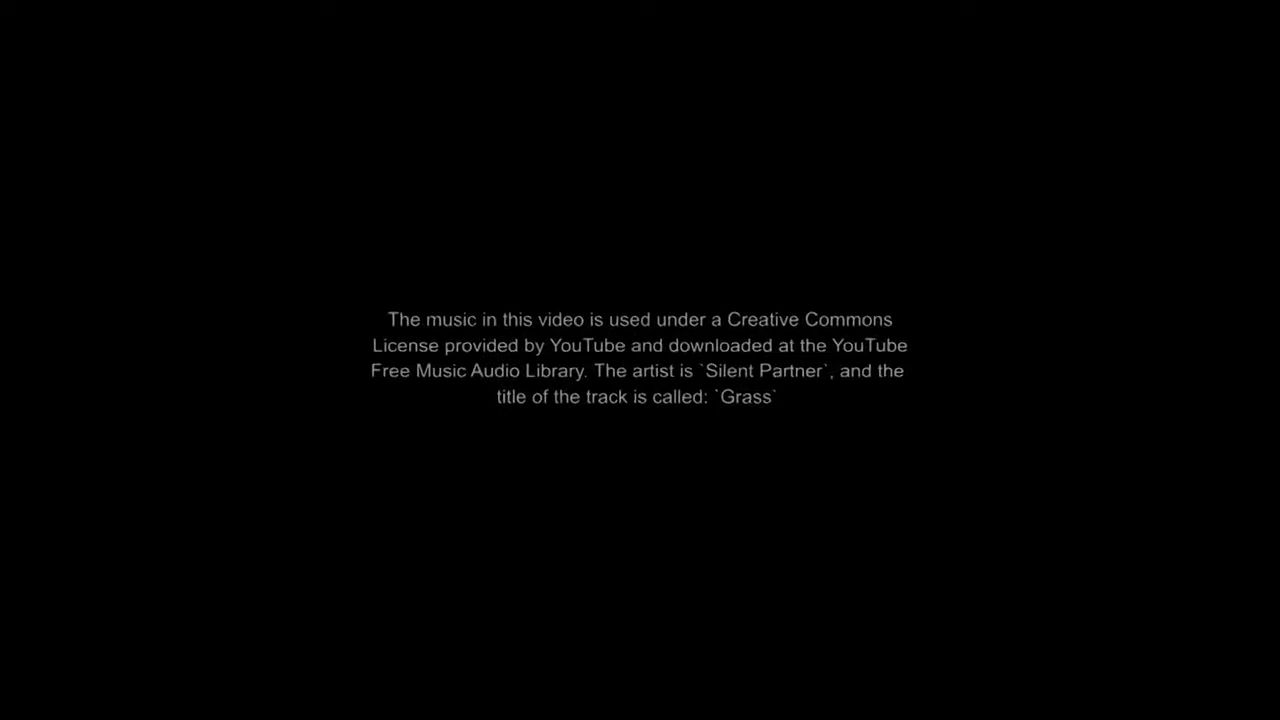 The music in this video is used under a Creative Commons
License provided by YouTube and downloaded at the YouTube
Free Music Audio Library. The artist is `Silent Partner`, and the
title of the track is called: `Grass`